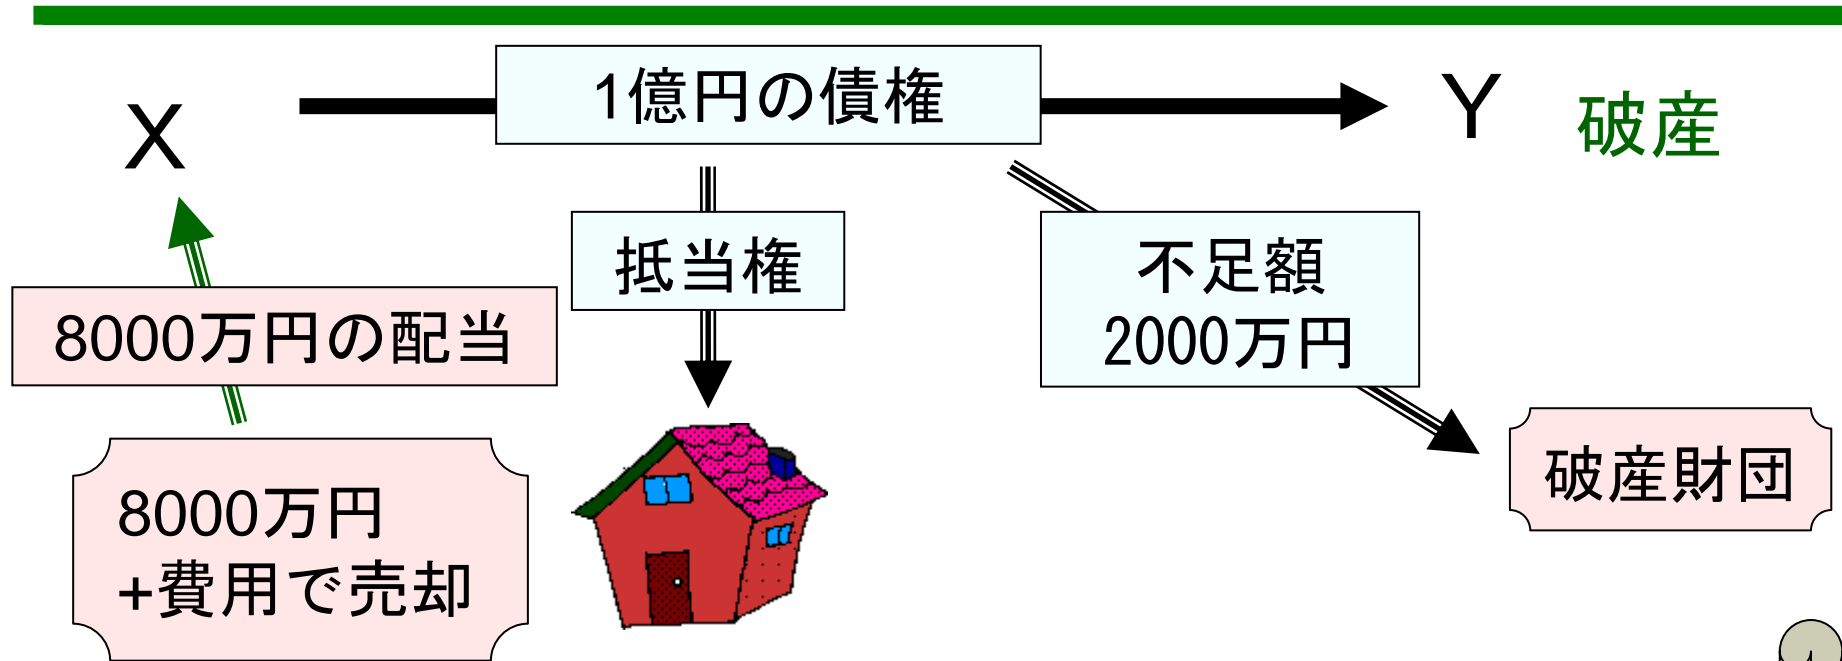 1億円の債権
X
Y
破産
抵当権
不足額
2000万円
8000万円の配当
8000万円
+費用で売却
破産財団